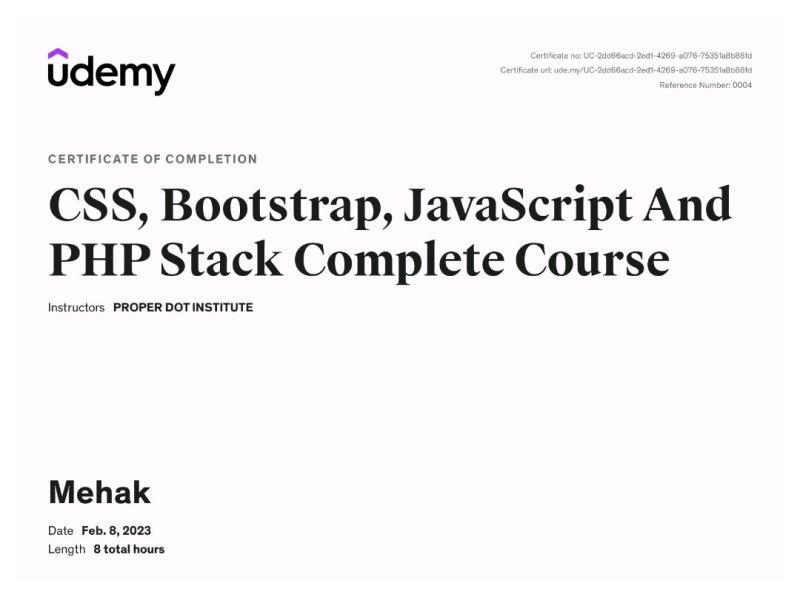 udemy
Certificate no: UC-2dd66acd-2ed1-4269-a076-75351a8b88fd
Certificate url: ude.my/UC-2dd66acd-2ed1-4269-a076-75351a8b88fd
Reference Number: 0004
CERTIFICATE OF COMPLETION
CSS, Bootstrap, JavaScript And
PHP Stack Complete Course
Instructors PROPER DOT INSTITUTE
Mehak
Date Feb. 8, 2023
Length 8 total hours